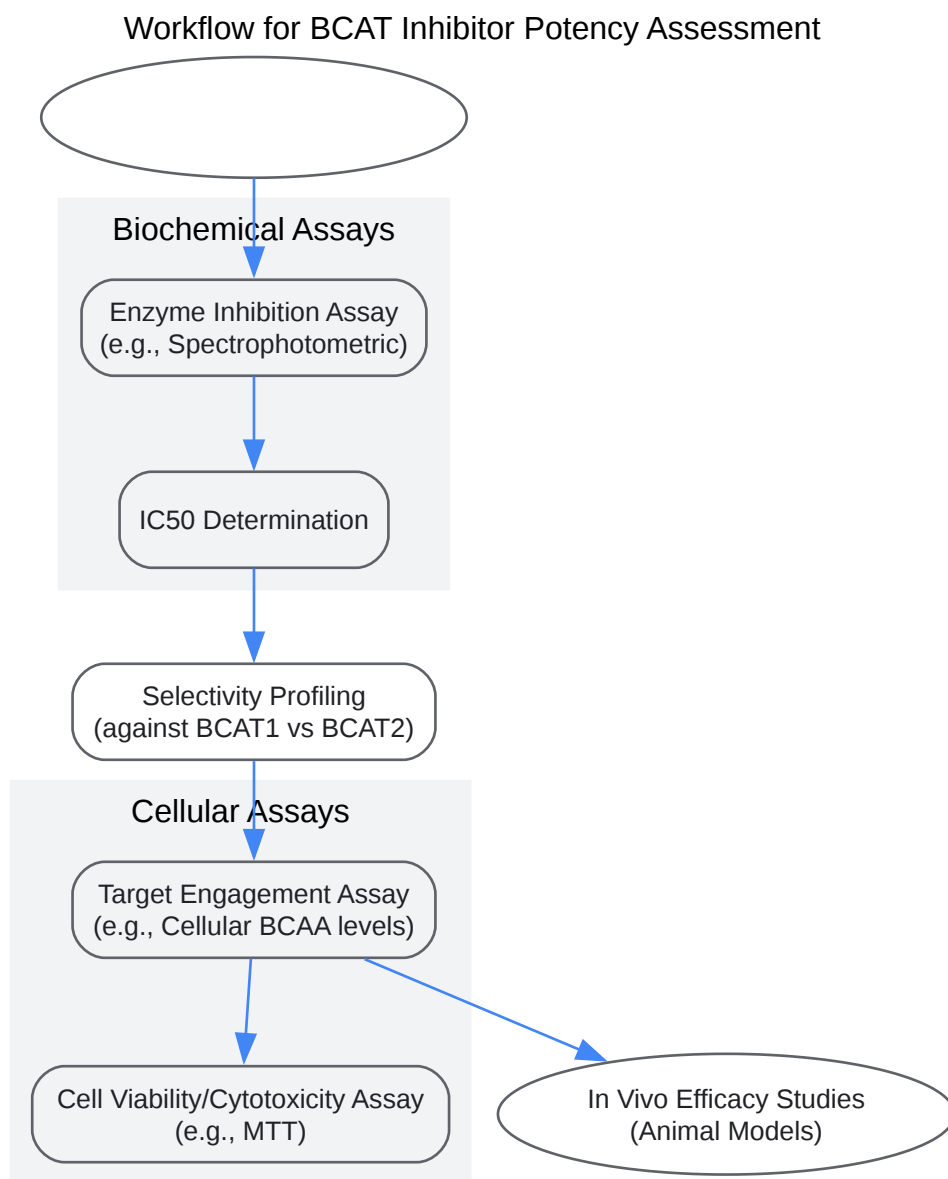 Workflow for BCAT Inhibitor Potency Assessment
Biochemical Assays
Enzyme Inhibition Assay
(e.g., Spectrophotometric)
IC50 Determination
Selectivity Profiling
(against BCAT1 vs BCAT2)
Cellular Assays
Target Engagement Assay
(e.g., Cellular BCAA levels)
Cell Viability/Cytotoxicity Assay
(e.g., MTT)
In Vivo Efficacy Studies
(Animal Models)